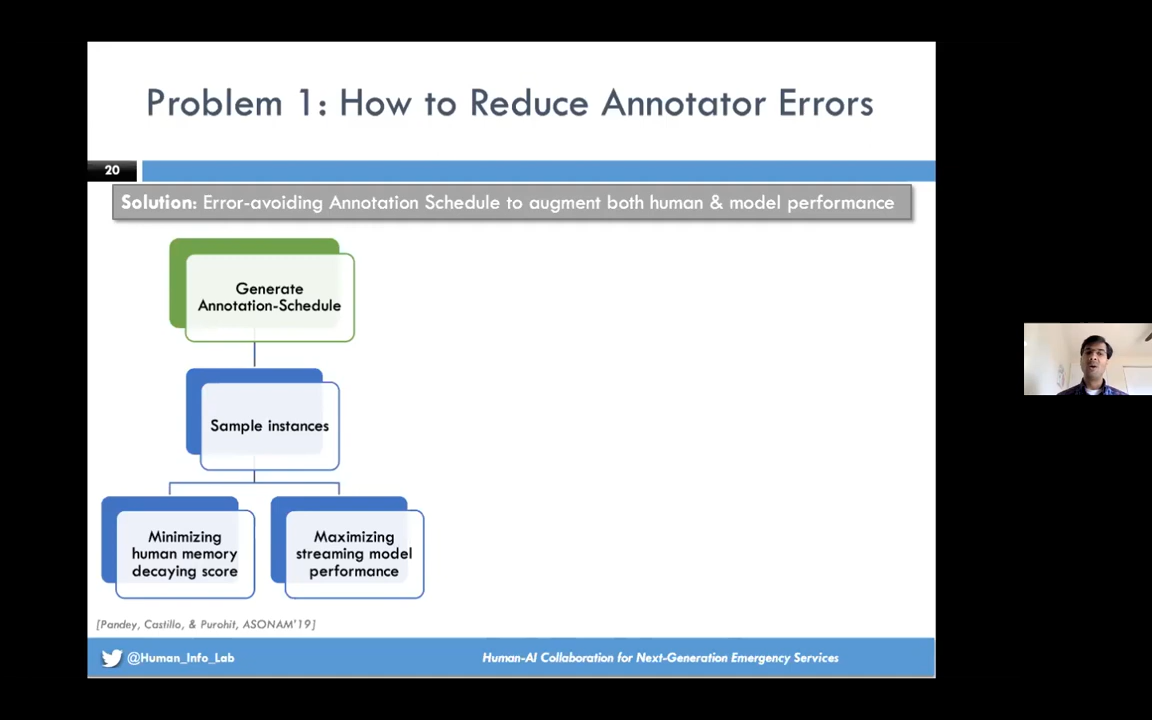 Problem 1: How to Reduce Annotator Errors
20
Solution: Error-avoiding Annotation Schedule to augment both human & model performance
Generate
Annotation-Schedule
Sample instances
Minimizing
human memory
decaying score
Maximizing
streaming model
performance
[Pandey, Castillo, & Purohit, ASONAM'19]
@Human_Info_Lab
Human-AI Collaboration for Next-Generation Emergency Services